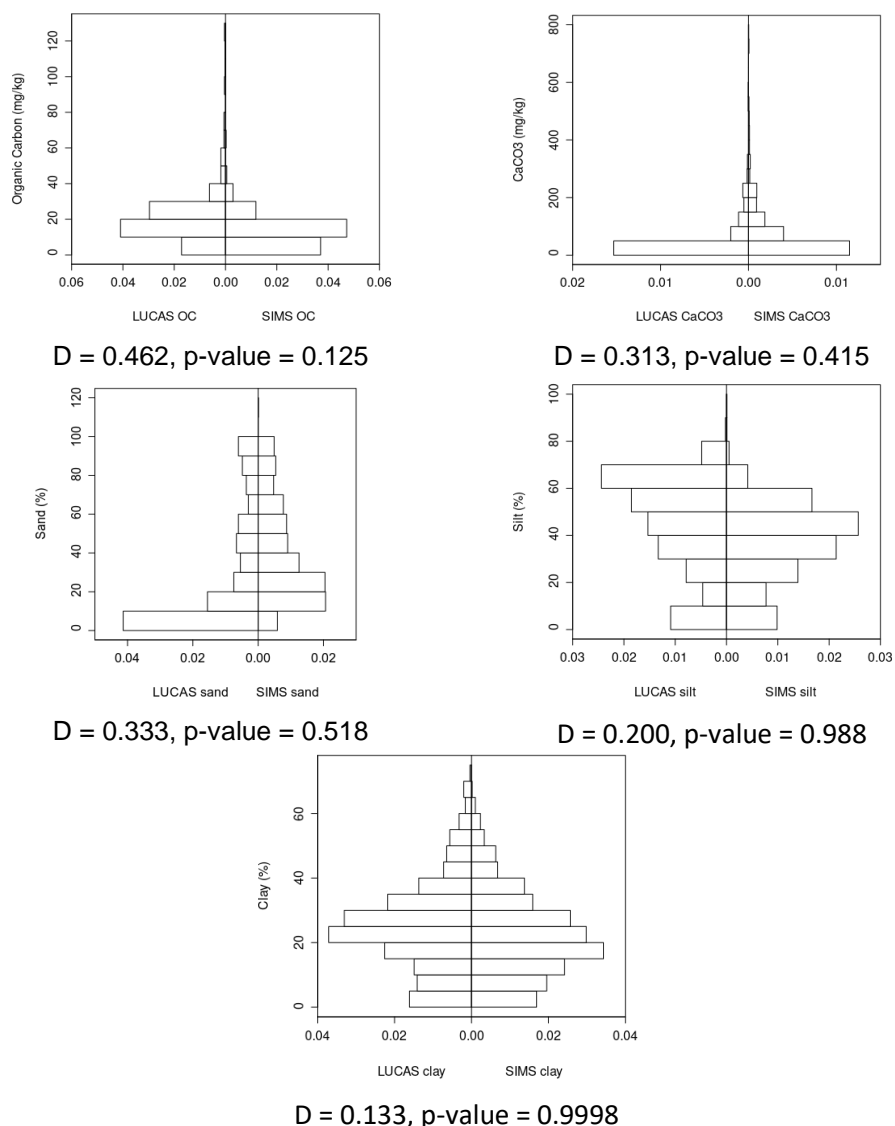 Organic Carbon (mg/kg)
120
100
80
60
40
20
0
0.06 0.04 0.02 0.00 0.02 0.04 0.06
LUCAS OC SIMS OC
D = 0.462, p-value = 0.125
CaCO3 (mg/kg)
800
600
400
200
0
0.02 0.01 0.00 0.01
LUCAS CaCO3 SIMS CaCO3
D = 0.313, p-value = 0.415
Sand (%)
120
100
80
60
40
20
0
0.04 0.02 0.00 0.02
LUCAS sand SIMS sand
D = 0.333, p-value = 0.518
Silt (%)
100
80
60
40
20
0
0.03 0.02 0.01 0.00 0.01 0.02 0.03
LUCAS silt SIMS silt
D = 0.200, p-value = 0.988
Clay (%)
60
40
20
0
0.04 0.02 0.00 0.02 0.04
LUCAS clay SIMS clay
D = 0.133, p-value = 0.9998